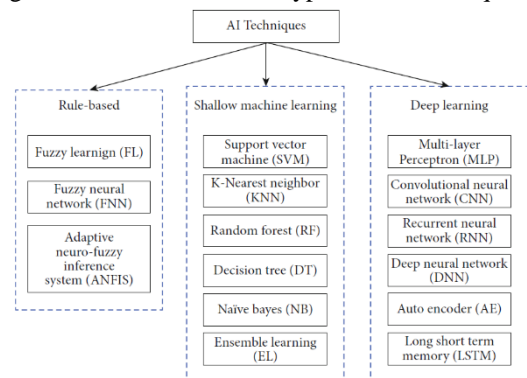 AI Techniques
Rule-based
Fuzzy learnign (FL)
Fuzzy neural
network (FNN)
Adaptive
neuro-fuzzy
inference
system (ANFIS)
Shallow machine learning
Support vector
machine (SVM)
K-Nearest neighbor
(KNN)
Random forest (RF)
Decision tree (DT)
Naïve bayes (NB)
Ensemble learning
(EL)
Deep learning
Multi-layer
Perceptron (MLP)
Convolutional neural
network (CNN)
Recurrent neural
network (RNN)
Deep neural network
(DNN)
Auto encoder (AE)
Long short term
memory (LSTM)